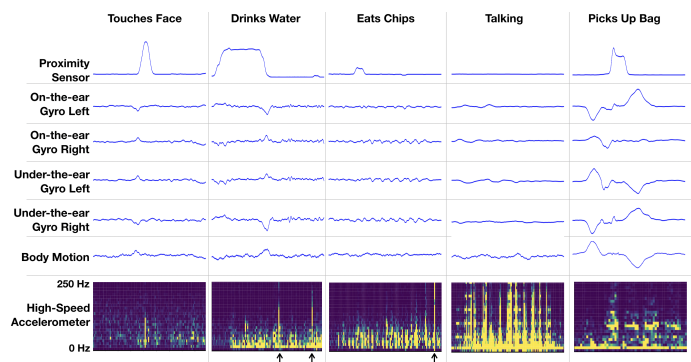 Touches Face
Drinks Water
Eats Chips
Talking
Picks Up Bag
Proximity
Sensor
On-the-ear
Gyro Left
On-the-ear
Gyro Right
Under-the-ear
Gyro Left
Under-the-ear
Gyro Right
Body Motion
250 Hz
High-Speed
Accelerometer
0 Hz